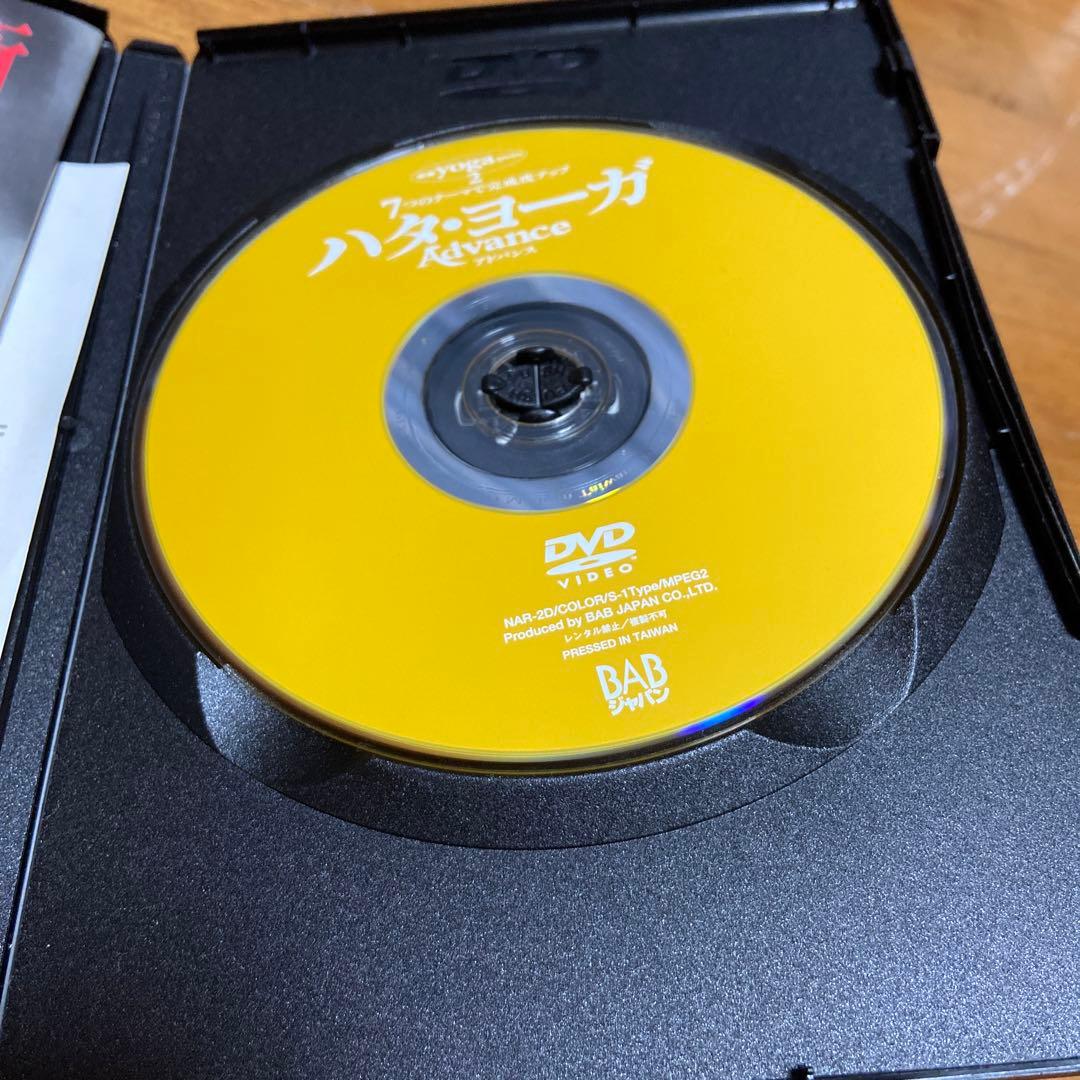 DVD
yoga
2
7つのテーマで完成度アップ
ハタ・ヨーガ
Advance
アドバンス
DVD
VIDEO
NAR-2D/COLOR/S-1Type/MPEG2
Produced by BAB JAPAN CO.,LTD.
レンタル禁止／複製不可
PRESSED IN TAIWAN
BAB
ジャパン